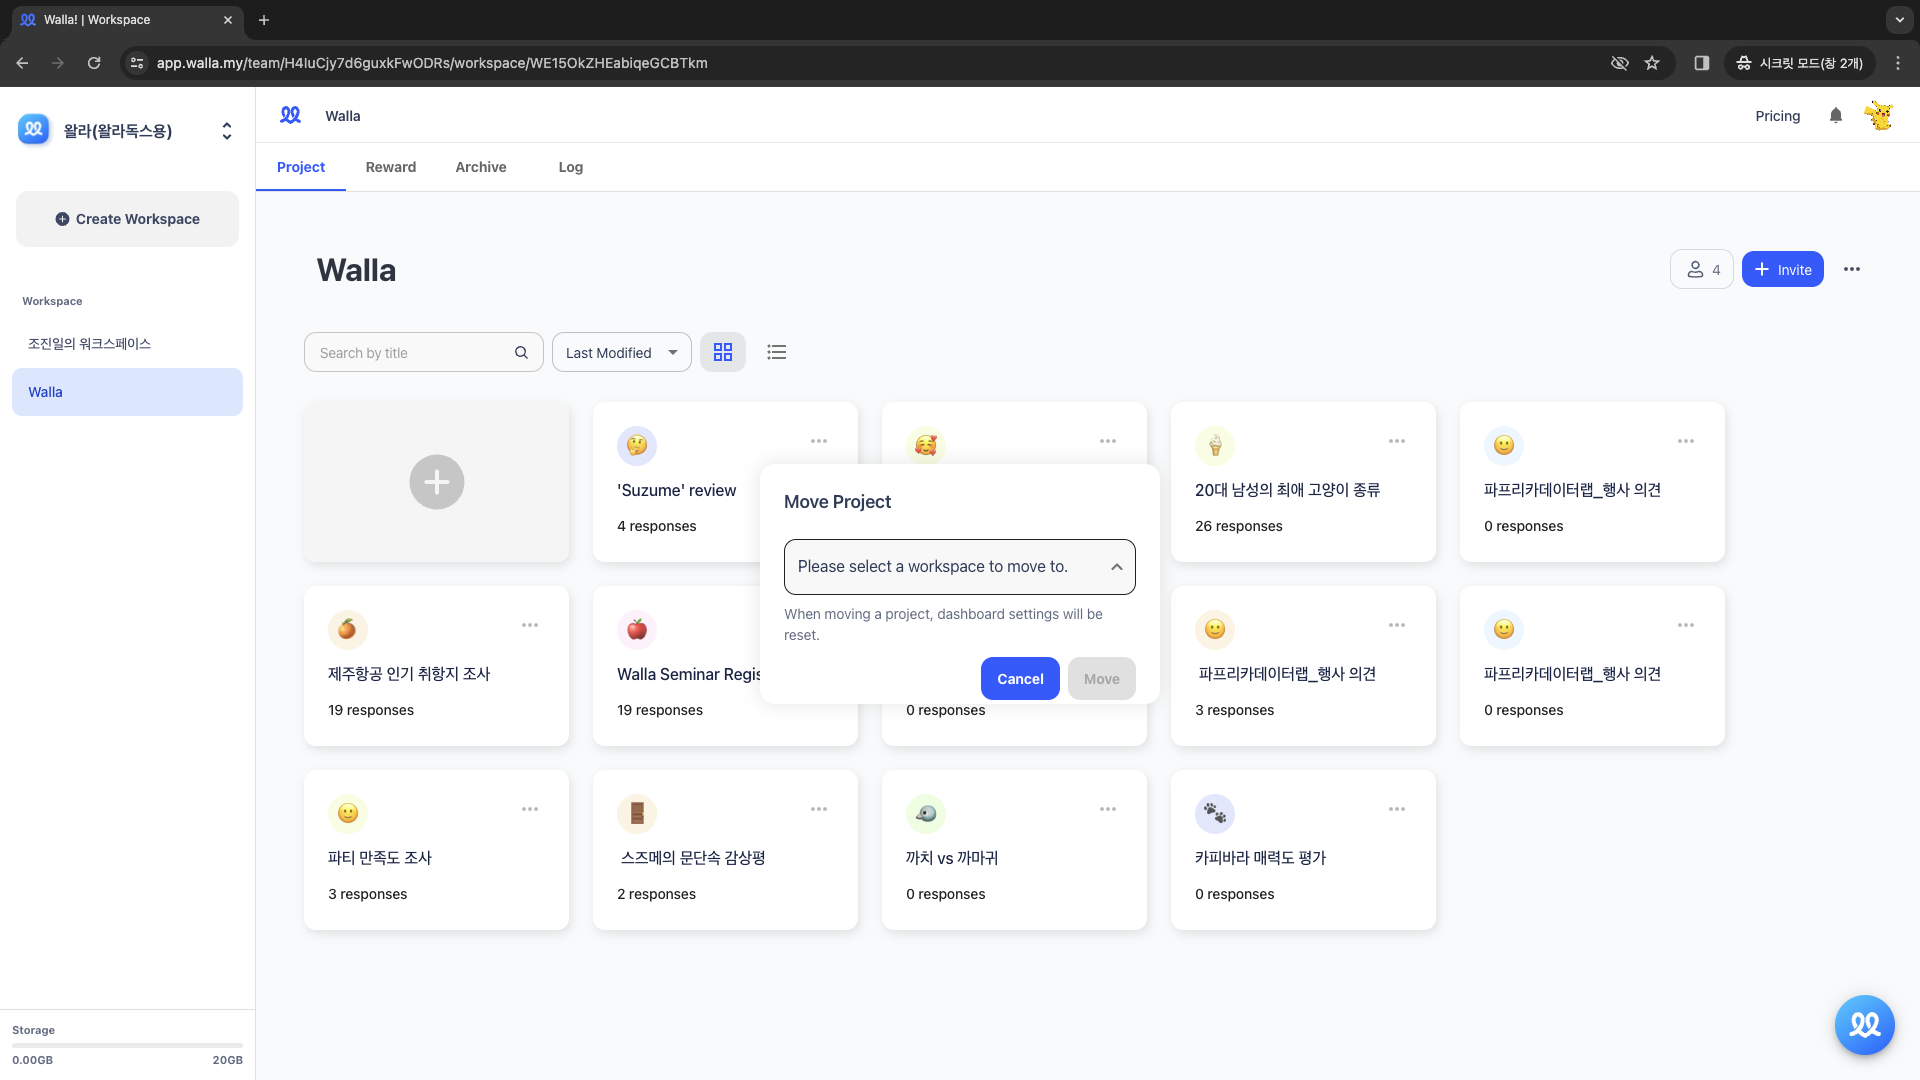 Walla! | Workspace
app.walla.my/team/H4IuCjy7d6guxkFwODRs/workspace/WE15OkZHEabiqeGCBTkm
시크릿 모드(창 2개)
왈라(왈라독스용)
Walla
Pricing
Project
Reward
Archive
Log
Create Workspace
Workspace
조진일의 워크스페이스
Walla
Walla
4
Invite
Search by title
Last Modified
'Suzume' review
4 responses
20대 남성의 최애 고양이 종류
26 responses
파프리카데이터랩_행사 의견
0 responses
Move Project
Please select a workspace to move to.
When moving a project, dashboard settings will be
reset.
Cancel
Move
제주항공 인기 취항지 조사
19 responses
Walla Seminar Regis
19 responses
0 responses
파프리카데이터랩_행사 의견
3 responses
파프리카데이터랩_행사 의견
0 responses
파티 만족도 조사
3 responses
스즈메의 문단속 감상평
2 responses
까치 vs 까마귀
0 responses
카피바라 매력도 평가
0 responses
Storage
0.00GB
20GB